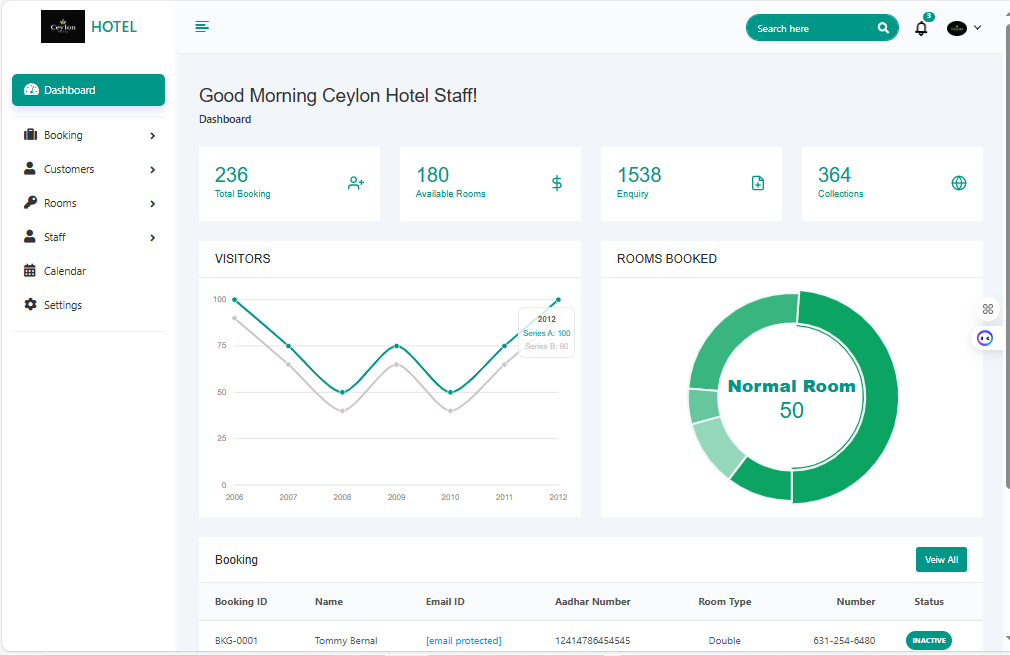 Ceylon
HOTEL
HOTEL
Search here
3
Dashboard
Booking
Customers
Rooms
Staff
Calendar
Settings
Good Morning Ceylon Hotel Staff!
Dashboard
236
Total Booking
180
Available Rooms
$
1538
Enquiry
364
Collections
VISITORS
100
75
50
25
0
2006 2007 2008 2009 2010 2011 2012
2012
Series A: 100
Series B: 90
ROOMS BOOKED
Normal Room
50
Booking
Veiw All
Booking ID Name Email ID Aadhar Number Room Type Number Status
BKG-0001 Tommy Bernal [email protected] 12414786454545 Double 631-254-6480 INACTIVE